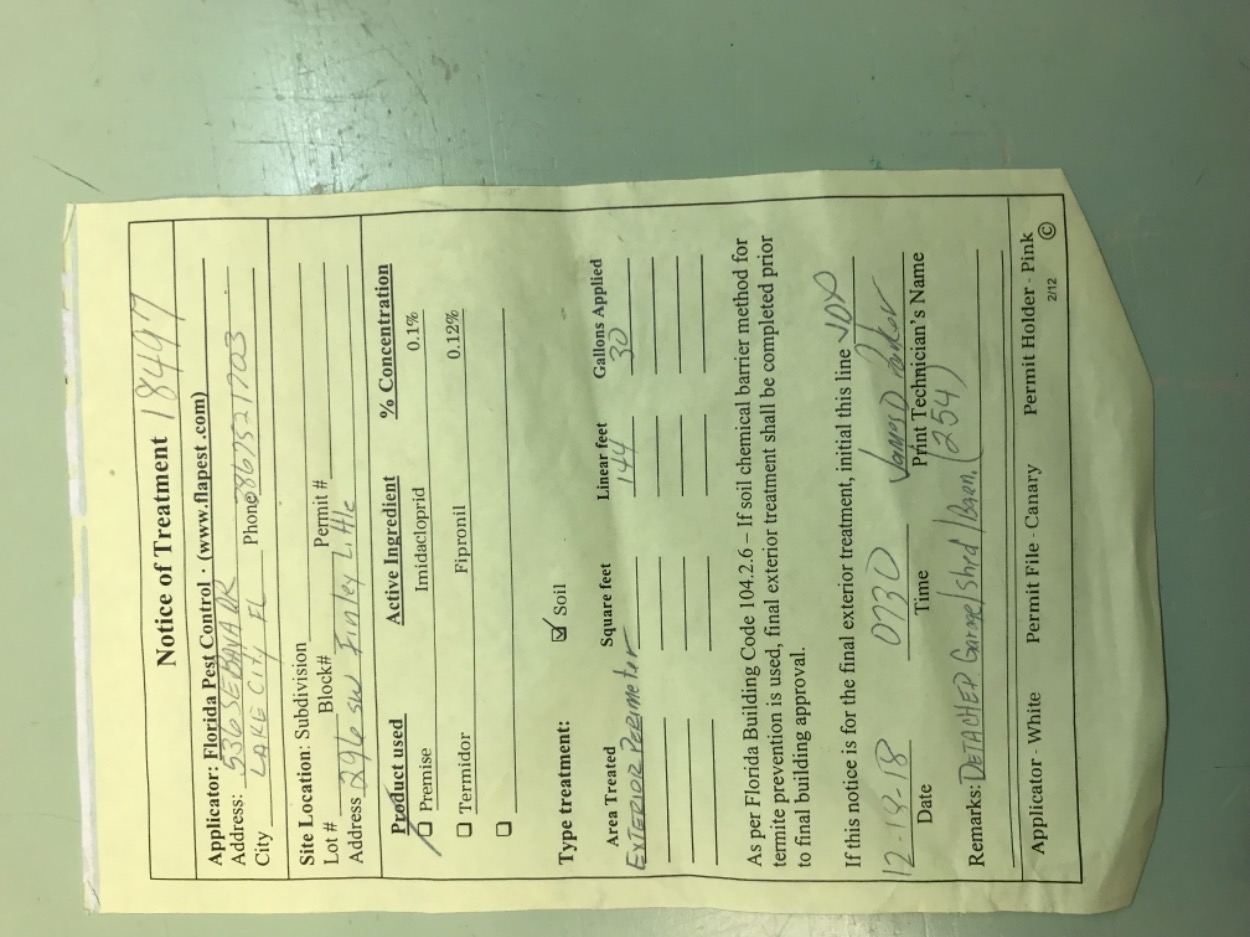 Notice of Treatment 18497
Applicator: Florida Pest Control · (www.flapest.com)
Address: 536 SE BAYA DR
City LAKE City FL Phone 3867521703
Site Location: Subdivision
Lot # Block# Permit #
Address 296 SW Finley Little
Product used Active Ingredient % Concentration
Premise Imidacloprid 0.1%
Termidor Fipronil 0.12%
Type treatment: Soil
Area Treated Square feet Linear feet Gallons Applied
EXTERIOR PERIMETER 144 30
As per Florida Building Code 104.2.6 – If soil chemical barrier method for
termite prevention is used, final exterior treatment shall be completed prior
to final building approval.
If this notice is for the final exterior treatment, initial this line JDP
12-18-18 0730 James D Parker
Date Time Print Technician's Name
Remarks: DETACHED Garage/Shed/Barn. (254)
Applicator - White Permit File - Canary Permit Holder - Pink
2/12 ©